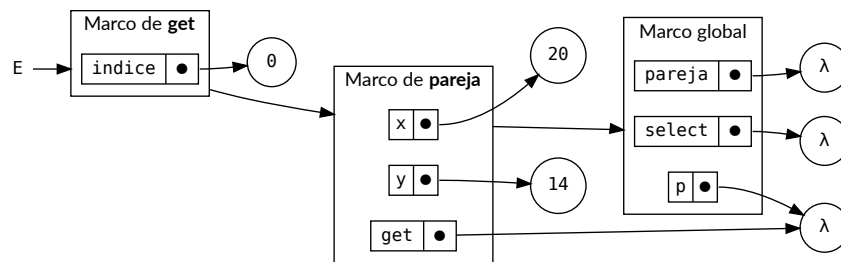 Marco de get
E
indice
0
Marco de pareja
x
20
y
14
get
Marco global
pareja
λ
select
λ
p
λ